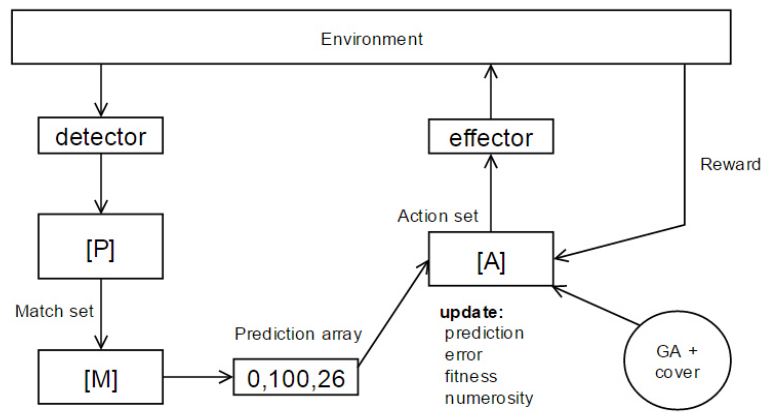 Environment
detector
effector
Reward
Action set
[P]
[A]
Match set
update:
prediction
error
fitness
numerosity
Prediction array
[M]
0,100,26
GA +
cover